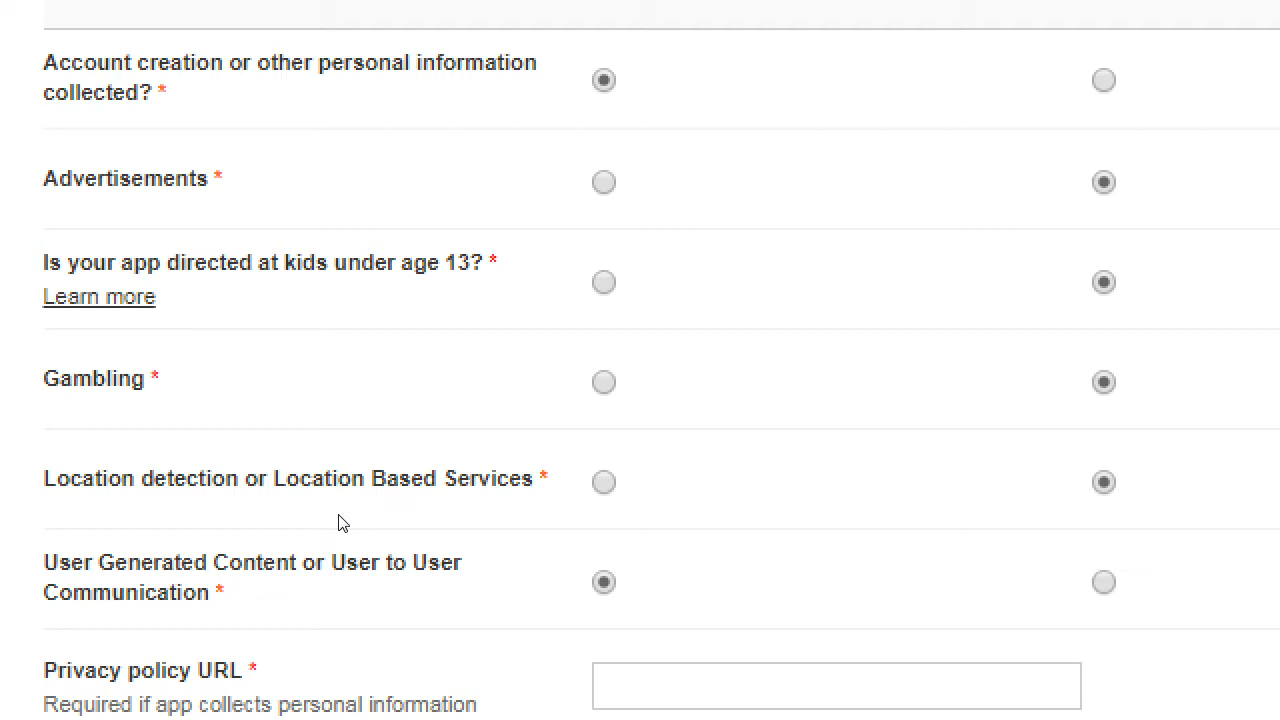 Account creation or other personal information
collected? *
Advertisements *
Is your app directed at kids under age 13? *
Learn more
Gambling *
Location detection or Location Based Services *
User Generated Content or User to User
Communication *
Privacy policy URL *
Required if app collects personal information